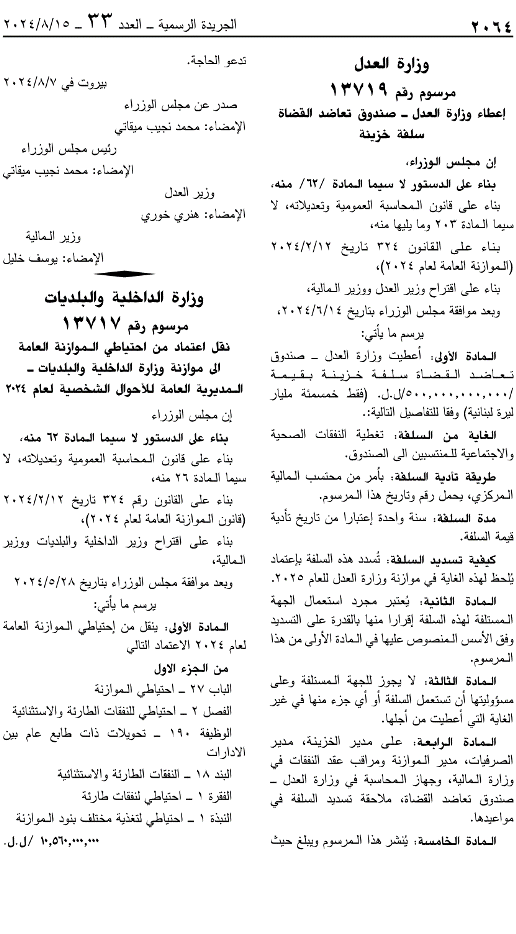 ٢٠٦٤
الجريدة الرسمية – العدد ٣٣ – ٢٠٢٤/٨/١٥
وزارة العدل
مرسوم رقم ١٣٧١٩
إعطاء وزارة العدل – صندوق تعاضد القضاة
سلفة خزينة
إن مجلس الوزراء،
بناء على الدستور لا سيما المادة /٦٢/ منه،
بناء على قانون المحاسبة العمومية وتعديلاته، لا
سيما المادة ٢٠٣ وما يليها منه،
بناء على القانون ٣٢٤ تاريخ ٢٠٢٤/٢/١٢
(الموازنة العامة لعام ٢٠٢٤)،
بناء على اقتراح وزير العدل ووزير المالية،
وبعد موافقة مجلس الوزراء بتاريخ ٢٠٢٤/٦/١٤،
يرسم ما يأتي:
المادة الأولى: أعطيت وزارة العدل – صندوق
تعاضد القضاة سلفة خزينة بقيمة
/٥٠٠,٠٠٠,٠٠٠,٠٠٠/ل.ل. (فقط خمسمئة مليار
ليرة لبنانية) وفقا للتفاصيل التالية:
الغاية من السلفة: تغطية النفقات الصحية
والاجتماعية للمنتسبين الى الصندوق.
طريقة تأدية السلفة: بأمر من محتسب المالية
المركزي، يحمل رقم وتاريخ هذا المرسوم.
مدة السلفة: سنة واحدة إعتبارا من تاريخ تأدية
قيمة السلفة.
كيفية تسديد السلفة: تُسدد هذه السلفة بإعتماد
يُلحظ لهذه الغاية في موازنة وزارة العدل للعام ٢٠٢٥.
المادة الثانية: يُعتبر مجرد استعمال الجهة
المستلفة لهذه السلفة إقرارا منها بالقدرة على التسديد
وفق الأسس المنصوص عليها في المادة الأولى من هذا
المرسوم.
المادة الثالثة: لا يجوز للجهة المستلفة وعلى
مسؤوليتها أن تستعمل السلفة أو أي جزء منها في غير
الغاية التي أعطيت من أجلها.
المادة الرابعة: على مدير الخزينة، مدير
الصرفيات، مدير الموازنة ومراقب عقد النفقات في
وزارة المالية، وجهاز المحاسبة في وزارة العدل –
صندوق تعاضد القضاة، ملاحقة تسديد السلفة في
مواعيدها.
المادة الخامسة: يُنشر هذا المرسوم ويبلغ حيث
تدعو الحاجة.
بيروت في ٢٠٢٤/٨/٧
صدر عن مجلس الوزراء
الإمضاء: محمد نجيب ميقاتي
رئيس مجلس الوزراء
الإمضاء: محمد نجيب ميقاتي
وزير العدل
الإمضاء: هنري خوري
وزير المالية
الإمضاء: يوسف خليل
وزارة الداخلية والبلديات
مرسوم رقم ١٣٧١٧
نقل اعتماد من احتياطي الموازنة العامة
الى موازنة وزارة الداخلية والبلديات –
المديرية العامة للأحوال الشخصية لعام ٢٠٢٤
إن مجلس الوزراء
بناء على الدستور لا سيما المادة ٦٢ منه،
بناء على قانون المحاسبة العمومية وتعديلاته، لا
سيما المادة ٢٦ منه،
بناء على القانون رقم ٣٢٤ تاريخ ٢٠٢٤/٢/١٢
(قانون الموازنة العامة لعام ٢٠٢٤)،
بناء على اقتراح وزير الداخلية والبلديات ووزير
المالية،
وبعد موافقة مجلس الوزراء بتاريخ ٢٠٢٤/٥/٢٨
يرسم ما يأتي:
المادة الأولى: ينقل من إحتياطي الموازنة العامة
لعام ٢٠٢٤ الاعتماد التالي
من الجزء الاول
الباب ٢٧ – احتياطي الموازنة
الفصل ٢ – احتياطي للنفقات الطارئة والاستثنائية
الوظيفة ١٩٠ – تحويلات ذات طابع عام بين
الادارات
البند ١٨ – النفقات الطارئة والاستثنائية
الفقرة ١ – احتياطي لنفقات طارئة
النبذة ١ – احتياطي لتغذية مختلف بنود الموازنة
١٠,٥٦٠,٠٠٠,٠٠٠ /ل.ل.